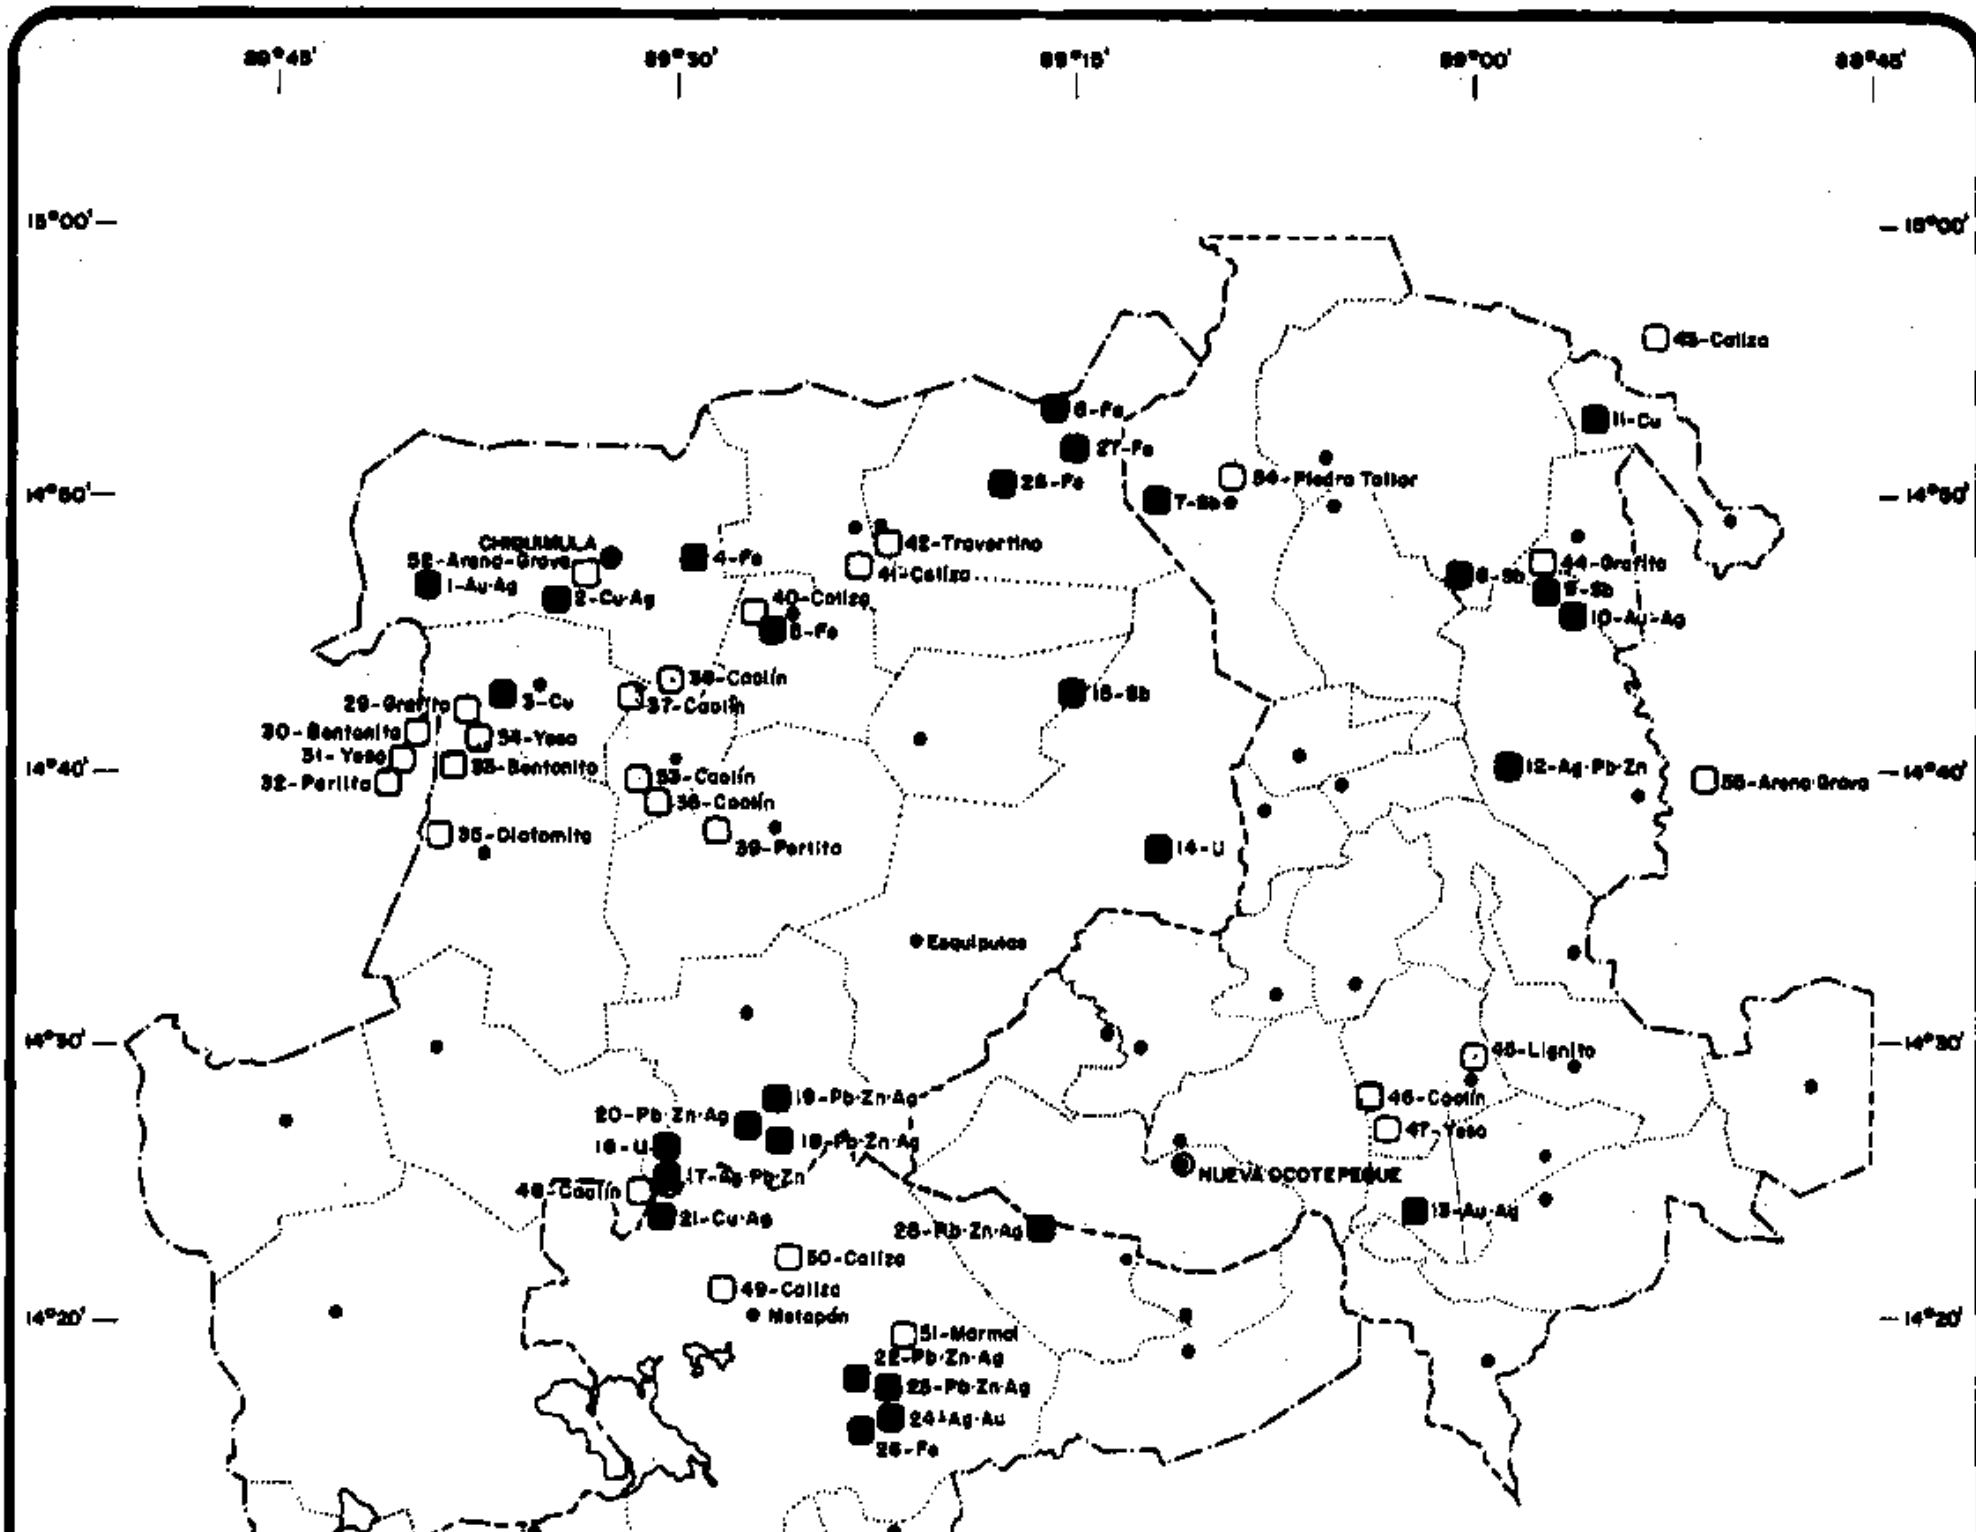 89°45'
89°30'
89°15'
89°00'
88°45'
15°00'
15°00'
43-Caliza
6-Fe
11-Cu
27-Fe
54-Piedra Tallar
28-Fe
14°50'
14°50'
7-Sb
CHIQUIMULA
42-Travertino
52-Arena-Grava
4-Fe
44-Grafito
41-Caliza
8-Sb
1-Au·Ag
9-Sb
2-Cu·Ag
40-Caliza
10-Au-Ag
5-Fe
38-Caolín
15-Sb
3-Cu
37-Caolín
29-Grafito
30-Bentonita
34-Yeso
31-Yeso
33-Bentonita
12-Ag·Pb·Zn
14°40'
14°40'
53-Caolín
32-Perlita
55-Arena·Grava
36-Caolín
35-Diatomita
39-Perlita
14-U
Esquipulas
14°30'
14°30'
45-Lignito
19-Pb·Zn·Ag
46-Caolín
20-Pb·Zn·Ag
47-Yeso
18-Pb·Zn·Ag
16-U
NUEVA OCOTEPEQUE
17-Ag·Pb·Zn
48-Caolín
13-Au·Ag
21-Cu·Ag
Pb·Zn·Ag
50-Caliza
49-Caliza
Metapán
14°20'
14°20'
51-Marmol
22-Pb·Zn·Ag
23-Pb·Zn·Ag
24-Ag·Au
26-Fe